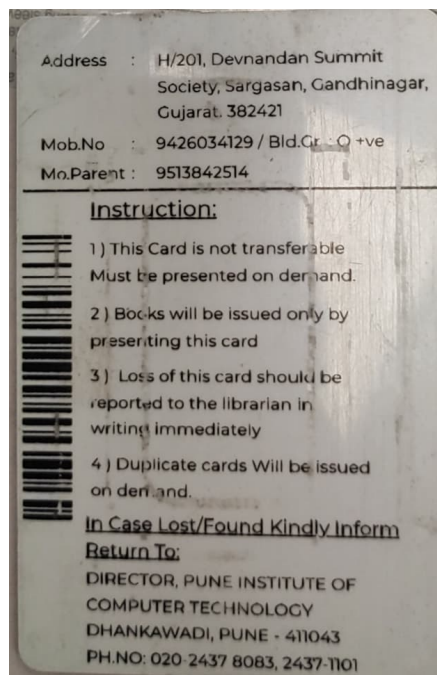 Address : H/201, Devnandan Summit
Society, Sargasan, Gandhinagar,
Gujarat. 382421
Mob.No : 9426034129 / Bld.Gr : O +ve
Mo.Parent : 9513842514
Instruction:
1 ) This Card is not transferable
Must be presented on demand.
2 ) Books will be issued only by
presenting this card
3 ) Loss of this card should be
reported to the librarian in
writing immediately
4 ) Duplicate cards Will be issued
on demand.
In Case Lost/Found Kindly Inform
Return To:
DIRECTOR, PUNE INSTITUTE OF
COMPUTER TECHNOLOGY
DHANKAWADI, PUNE - 411043
PH.NO: 020-2437 8083, 2437-1101